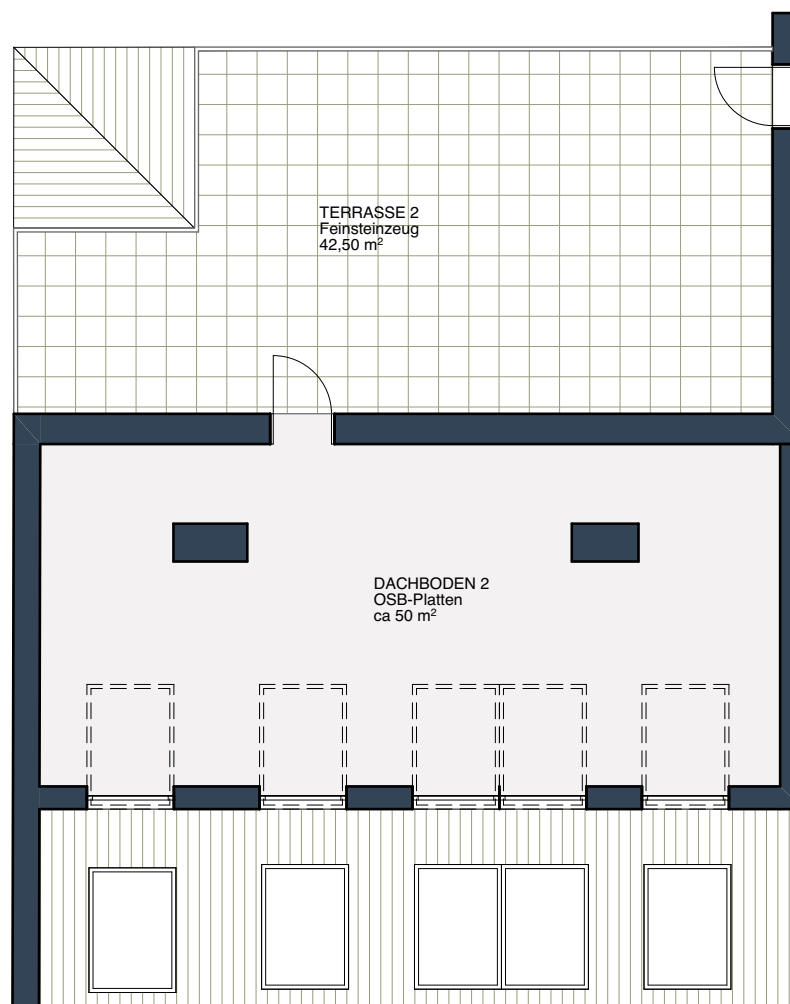 TERRASSE 2
Feinsteinzeug
42,50 m²
DACHBODEN 2
OSB-Platten
ca 50 m²